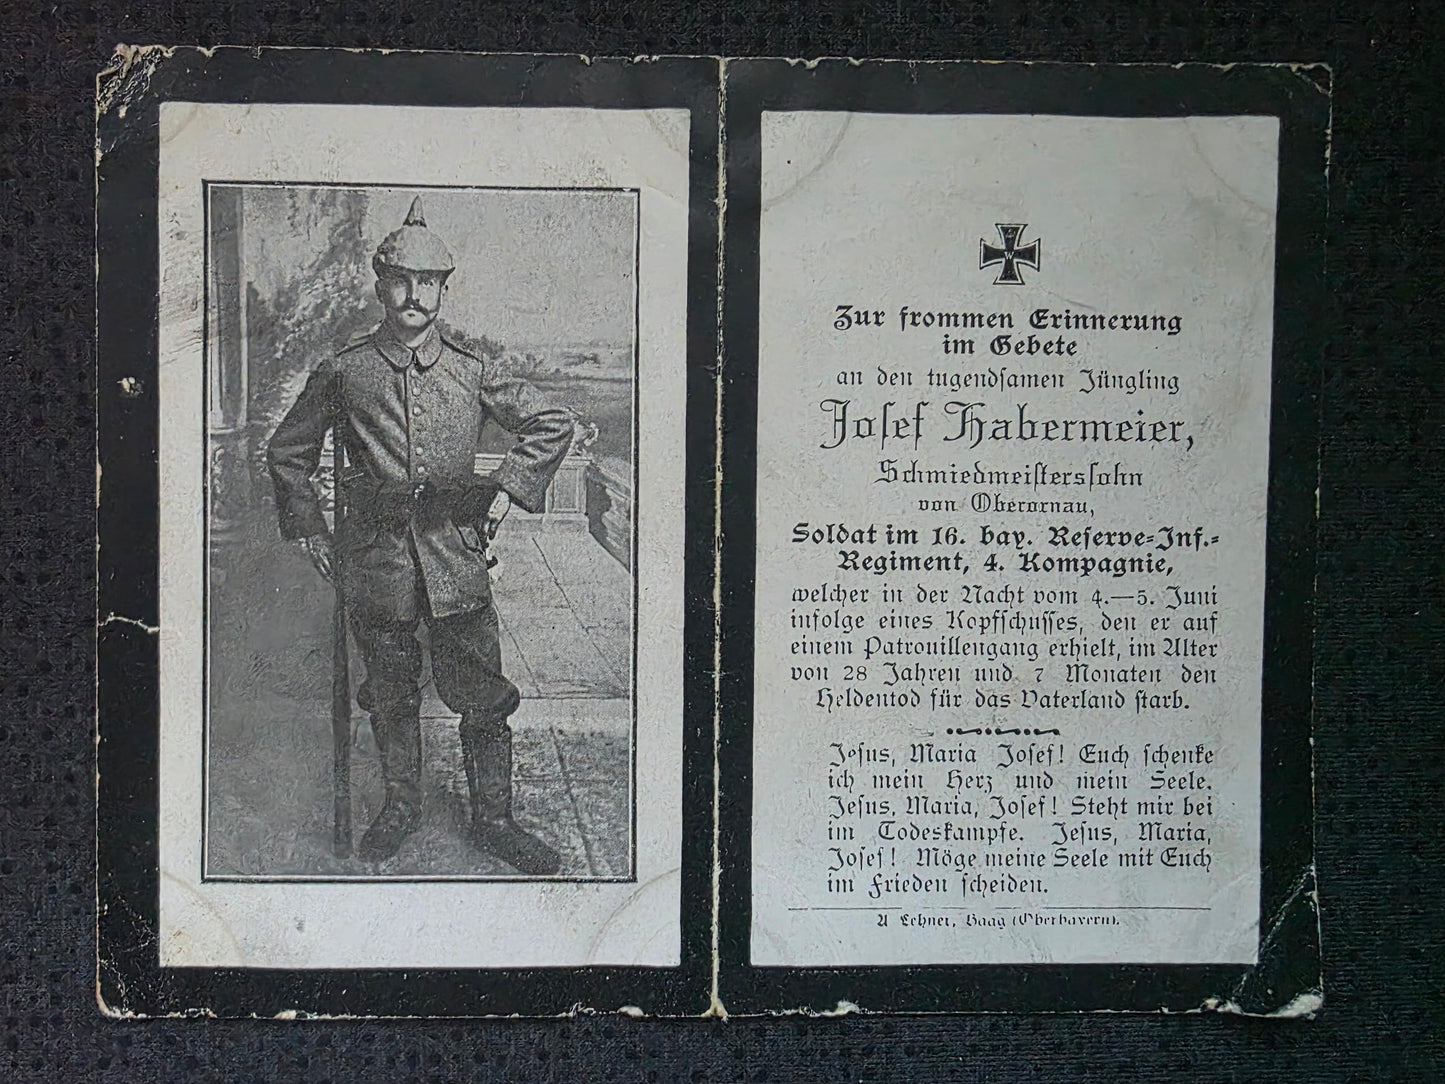 W
Zur frommen Erinnerung
im Gebete
an den tugendsamen Jüngling
Josef Habermeier,
Schmiedmeisterssohn
von Oberornau,
Soldat im 16. bay. Reserve-Inf.-
Regiment, 4. Kompagnie,
welcher in der Nacht vom 4.—5. Juni
infolge eines Kopfschusses, den er auf
einem Patrouillengang erhielt, im Alter
von 28 Jahren und 7 Monaten den
Heldentod für das Vaterland starb.
Jesus, Maria Josef! Euch schenke
ich mein Herz und mein Seele.
Jesus, Maria, Josef! Steht mir bei
im Todeskampfe. Jesus, Maria,
Josef! Möge meine Seele mit Euch
im Frieden scheiden.
A Lehner, Haag (Oberbayern).